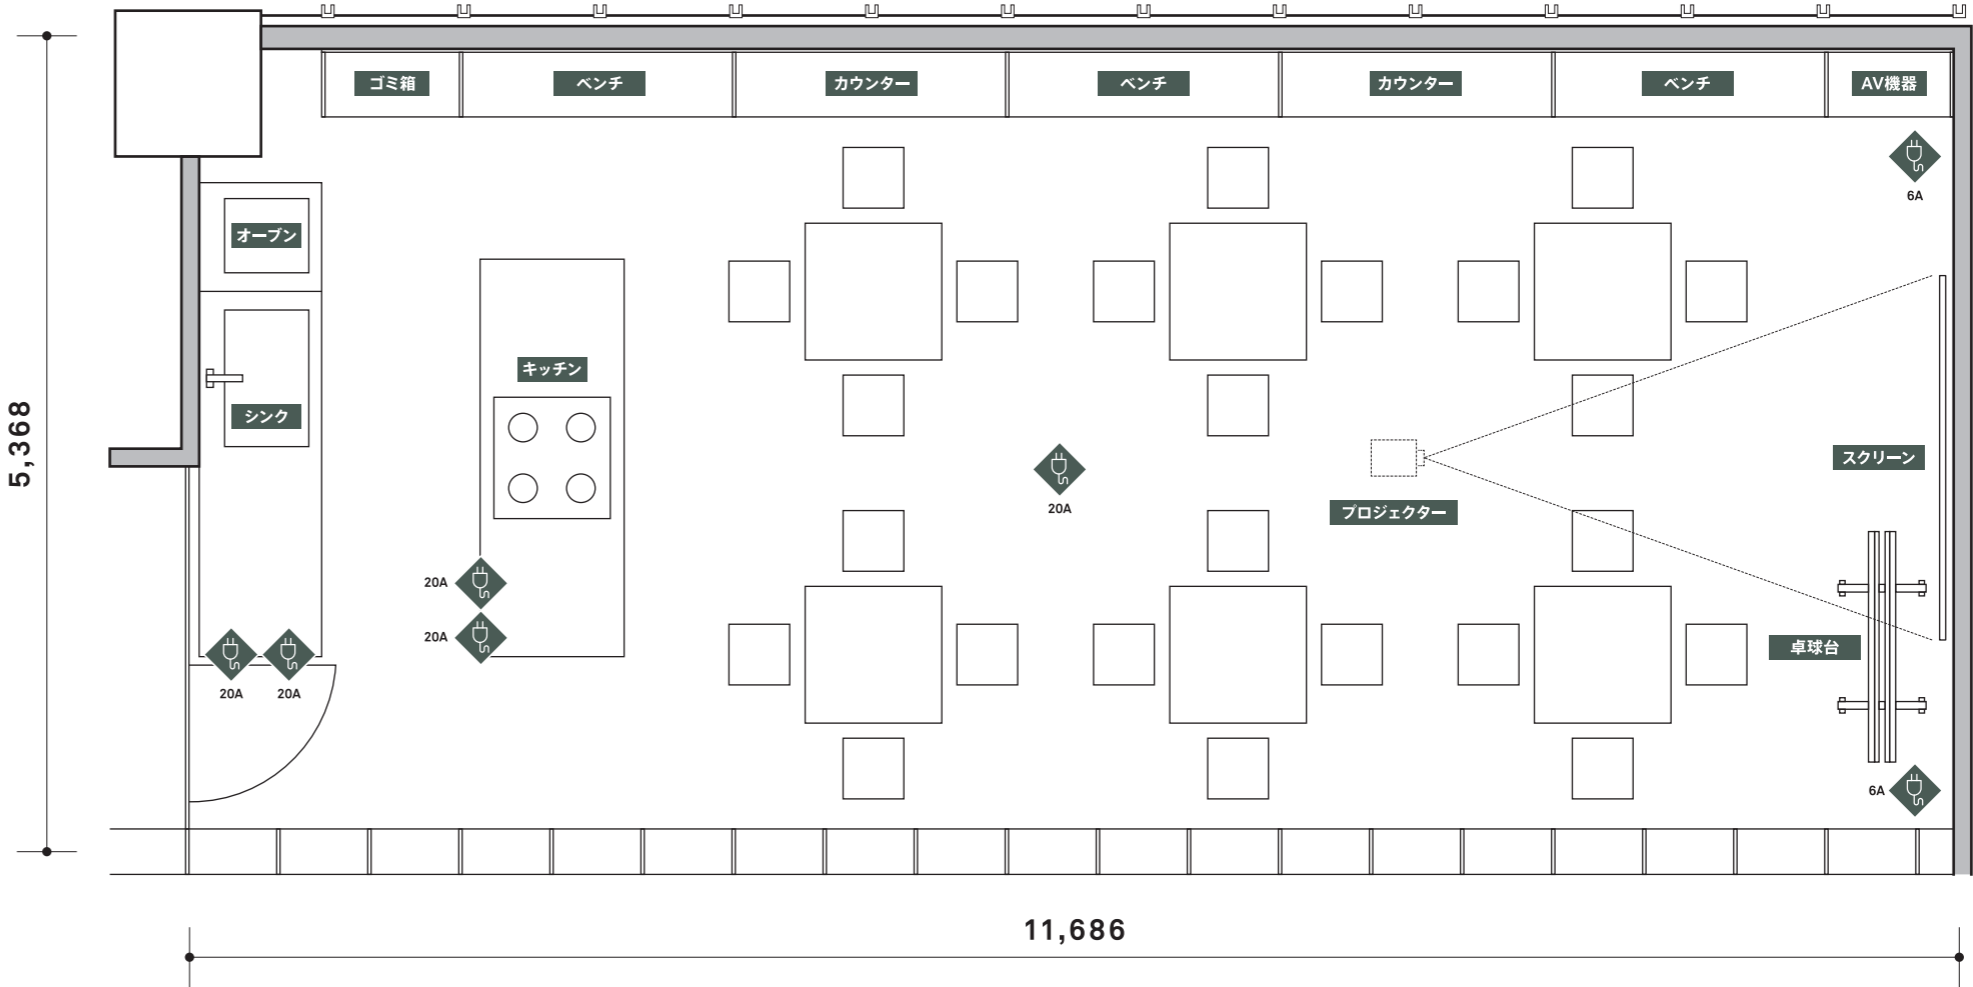 ゴミ箱
ベンチ
カウンター
ベンチ
カウンター
ベンチ
AV機器
6A
オーブン
キッチン
シンク
5,368
スクリーン
20A
プロジェクター
20A
20A
卓球台
20A
20A
6A
11,686